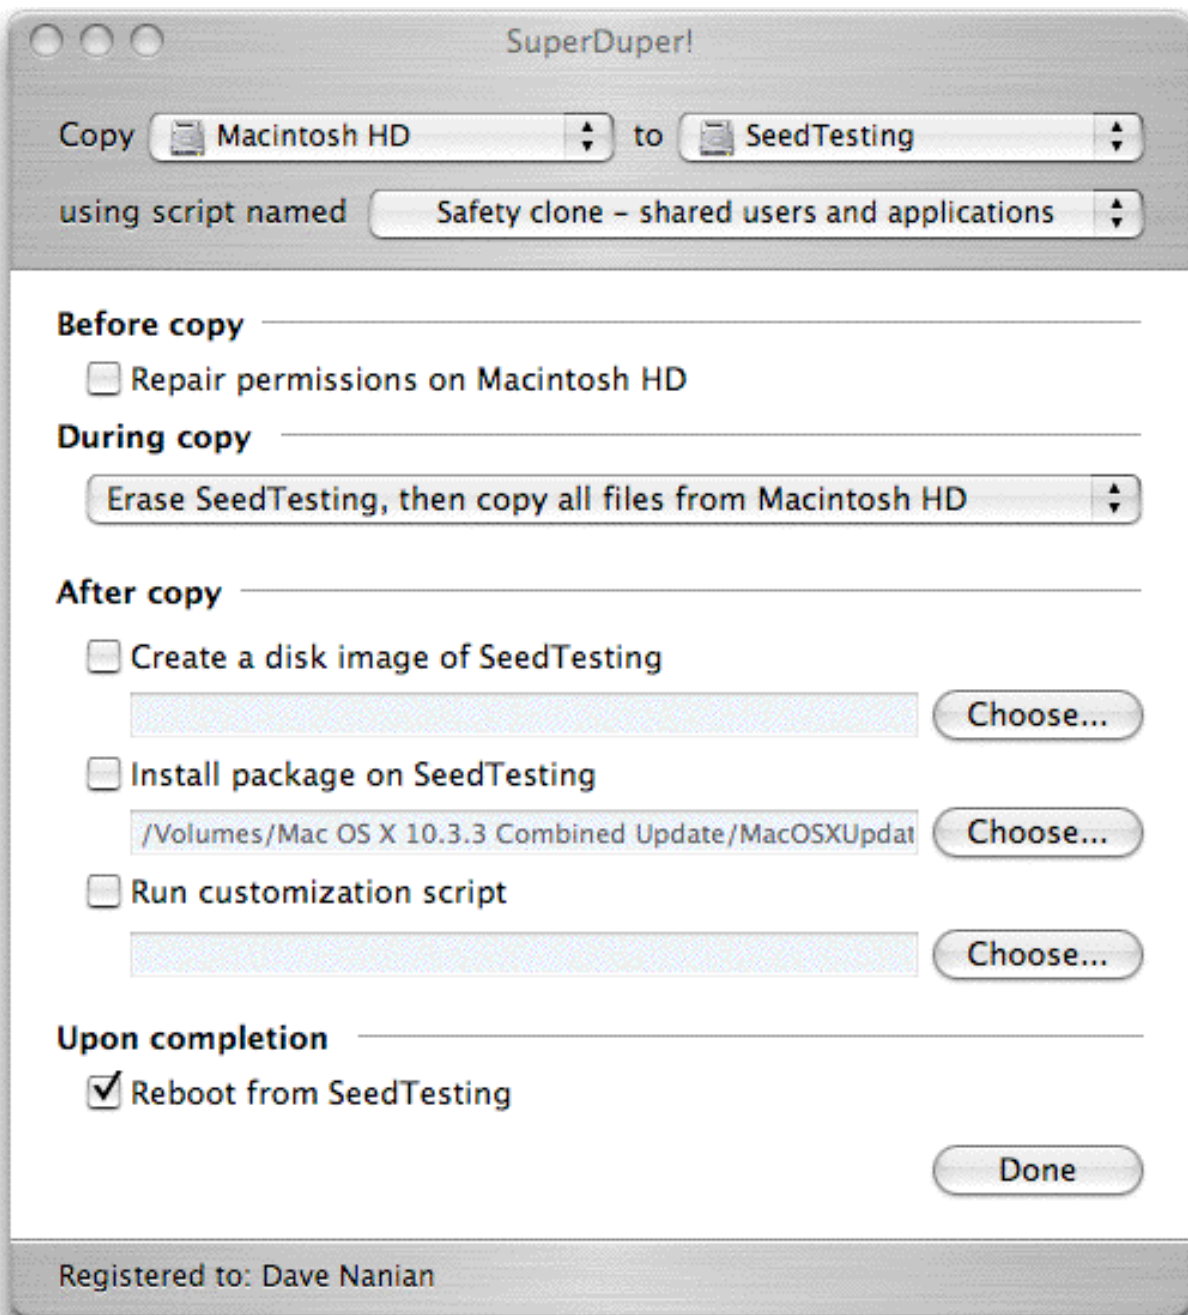 SuperDuper!
Copy Macintosh HD to SeedTesting
using script named Safety clone – shared users and applications
Before copy
Repair permissions on Macintosh HD
During copy
Erase SeedTesting, then copy all files from Macintosh HD
After copy
Create a disk image of SeedTesting
Choose...
Install package on SeedTesting
/Volumes/Mac OS X 10.3.3 Combined Update/MacOSXUpdat Choose...
Run customization script
Choose...
Upon completion
Reboot from SeedTesting
Done
Registered to: Dave Nanian